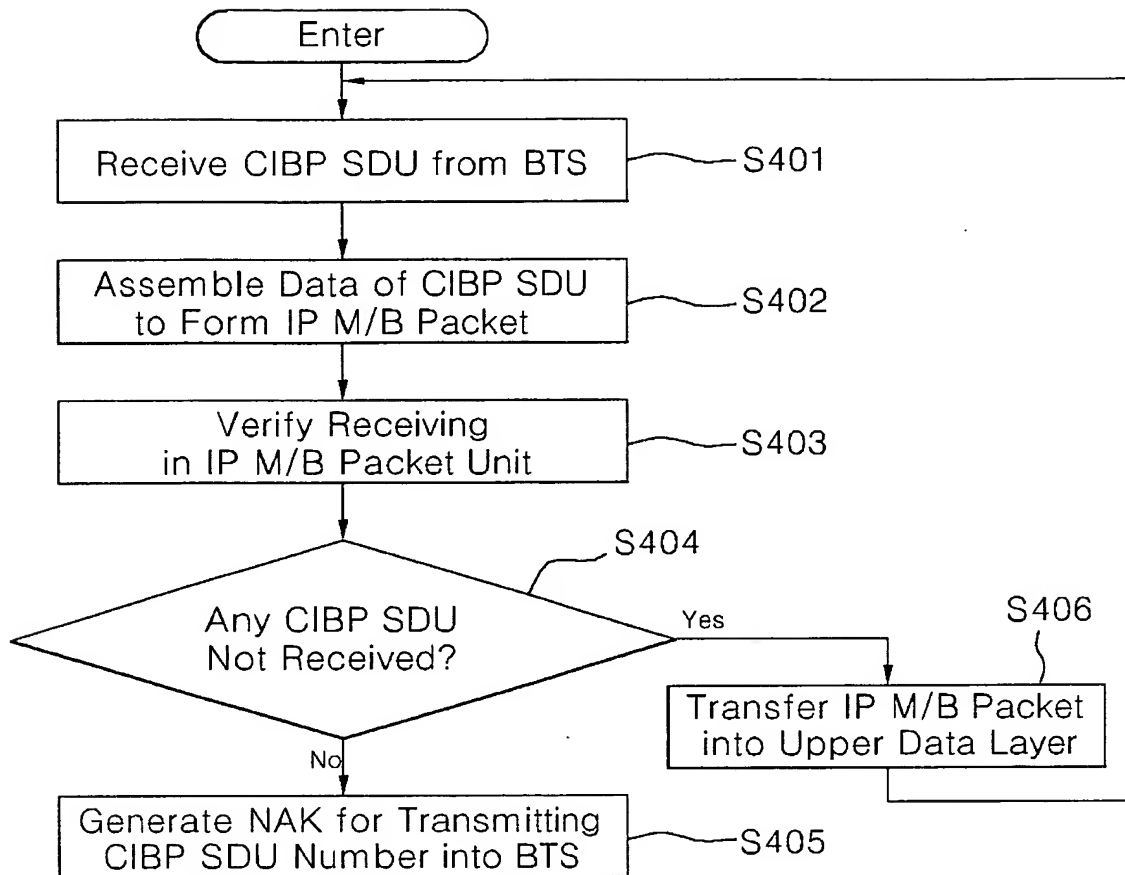 Enter
Receive CIBP SDU from BTS
S401
Assemble Data of CIBP SDU
to Form IP M/B Packet
S402
Verify Receiving
in IP M/B Packet Unit
S403
S404
Any CIBP SDU
Not Received?
Yes
S406
Transfer IP M/B Packet
into Upper Data Layer
No
Generate NAK for Transmitting
CIBP SDU Number into BTS
S405